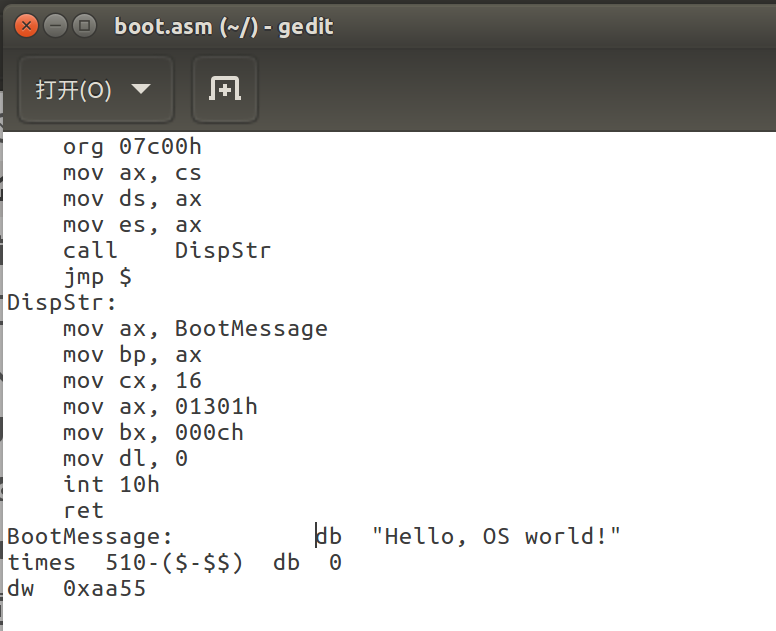 boot.asm (~/) - gedit
打开(O)
org 07c00h
mov ax, cs
mov ds, ax
mov es, ax
call    DispStr
jmp $
DispStr:
mov ax, BootMessage
mov bp, ax
mov cx, 16
mov ax, 01301h
mov bx, 000ch
mov dl, 0
int 10h
ret
BootMessage:          db  "Hello, OS world!"
times  510-($-$$)  db  0
dw  0xaa55